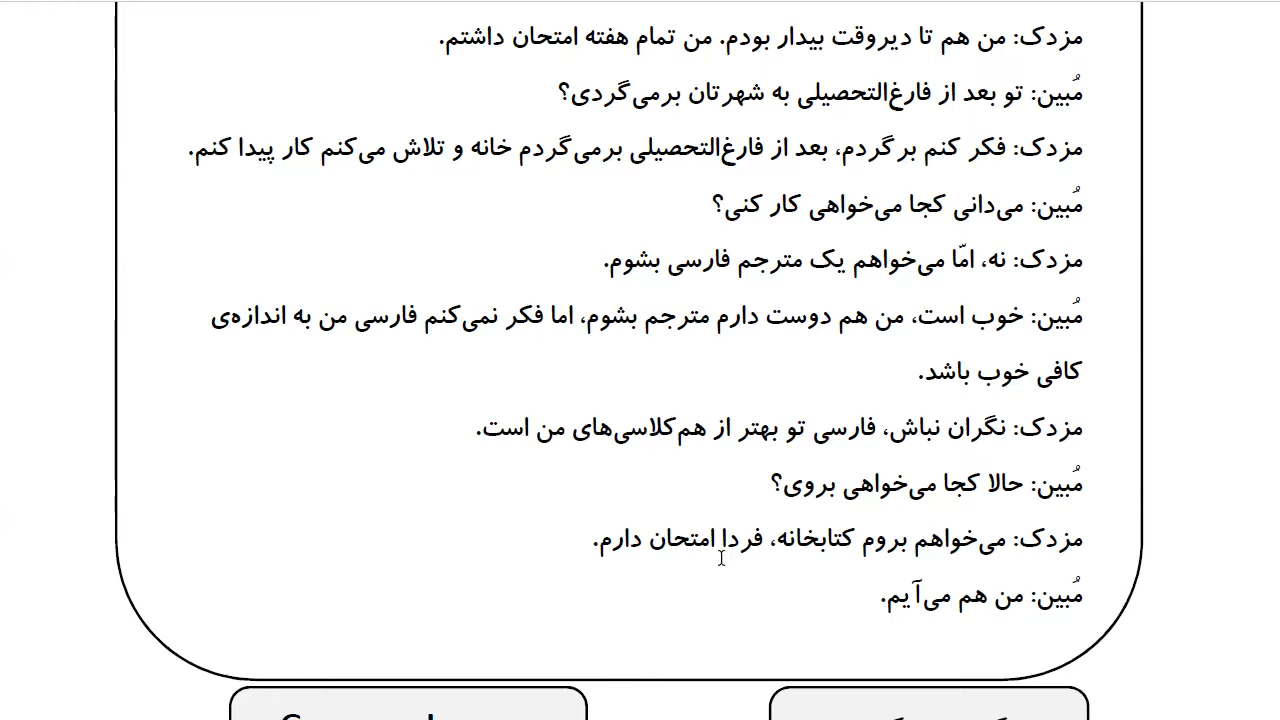 مزدک: من هم تا دیروقت بیدار بودم. من تمام هفته امتحان داشتم.
مُبین: تو بعد از فارغ‌التحصیلی به شهرتان برمی‌گردی؟
مزدک: فکر کنم برگردم، بعد از فارغ‌التحصیلی برمی‌گردم خانه و تلاش می‌کنم کار پیدا کنم.
مُبین: می‌دانی کجا می‌خواهی کار کنی؟
مزدک: نه، امّا می‌خواهم یک مترجم فارسی بشوم.
مُبین: خوب است، من هم دوست دارم مترجم بشوم، اما فکر نمی‌کنم فارسی من به اندازه‌ی
کافی خوب باشد.
مزدک: نگران نباش، فارسی تو بهتر از هم‌کلاسی‌های من است.
مُبین: حالا کجا می‌خواهی بروی؟
مزدک: می‌خواهم بروم کتابخانه، فردا امتحان دارم.
مُبین: من هم می‌آیم.